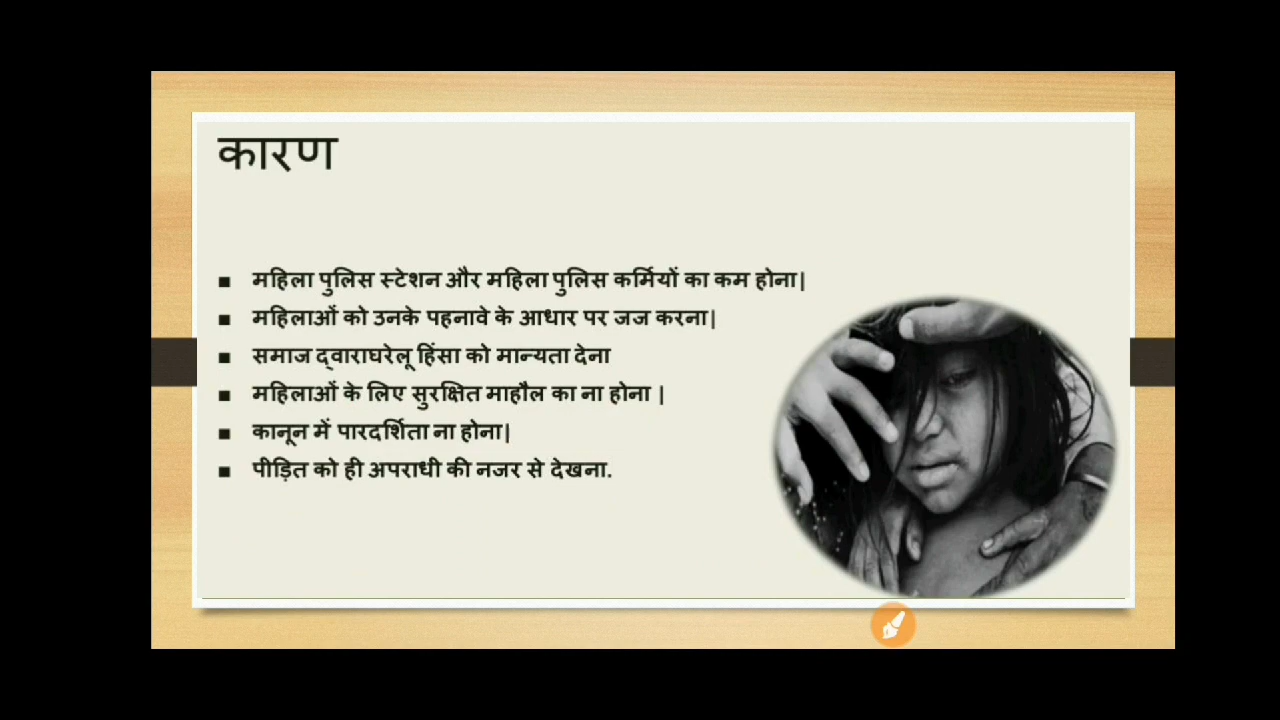 कारण
▪ महिला पुलिस स्टेशन और महिला पुलिस कर्मियों का कम होना|
▪ महिलाओं को उनके पहनावे के आधार पर जज करना|
▪ समाज द्वाराघरेलू हिंसा को मान्यता देना
▪ महिलाओं के लिए सुरक्षित माहौल का ना होना |
▪ कानून में पारदर्शिता ना होना|
▪ पीड़ित को ही अपराधी की नजर से देखना.